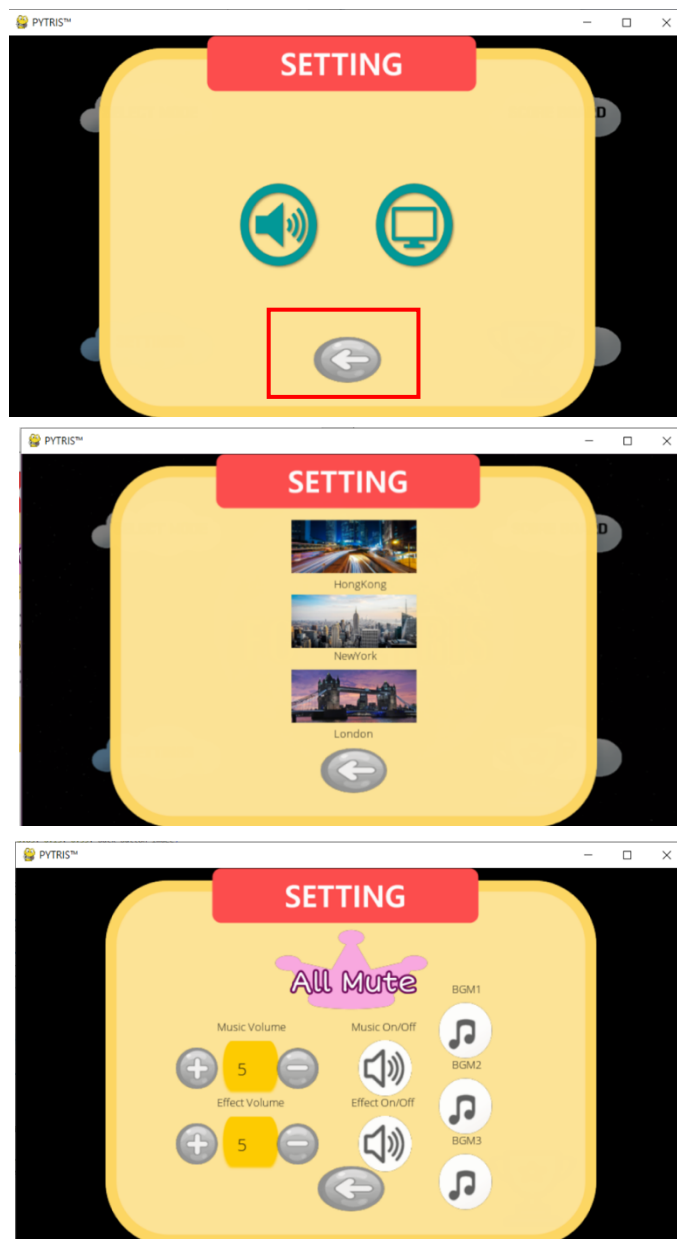 PYTRIS™
SETTING
D
PYTRIS™
SETTING
D
HongKong
NewYork
London
PYTRIS™
SETTING
All Mute
BGM1
Music Volume Music On/Off
5
BGM2
Effect Volume Effect On/Off
5
BGM3